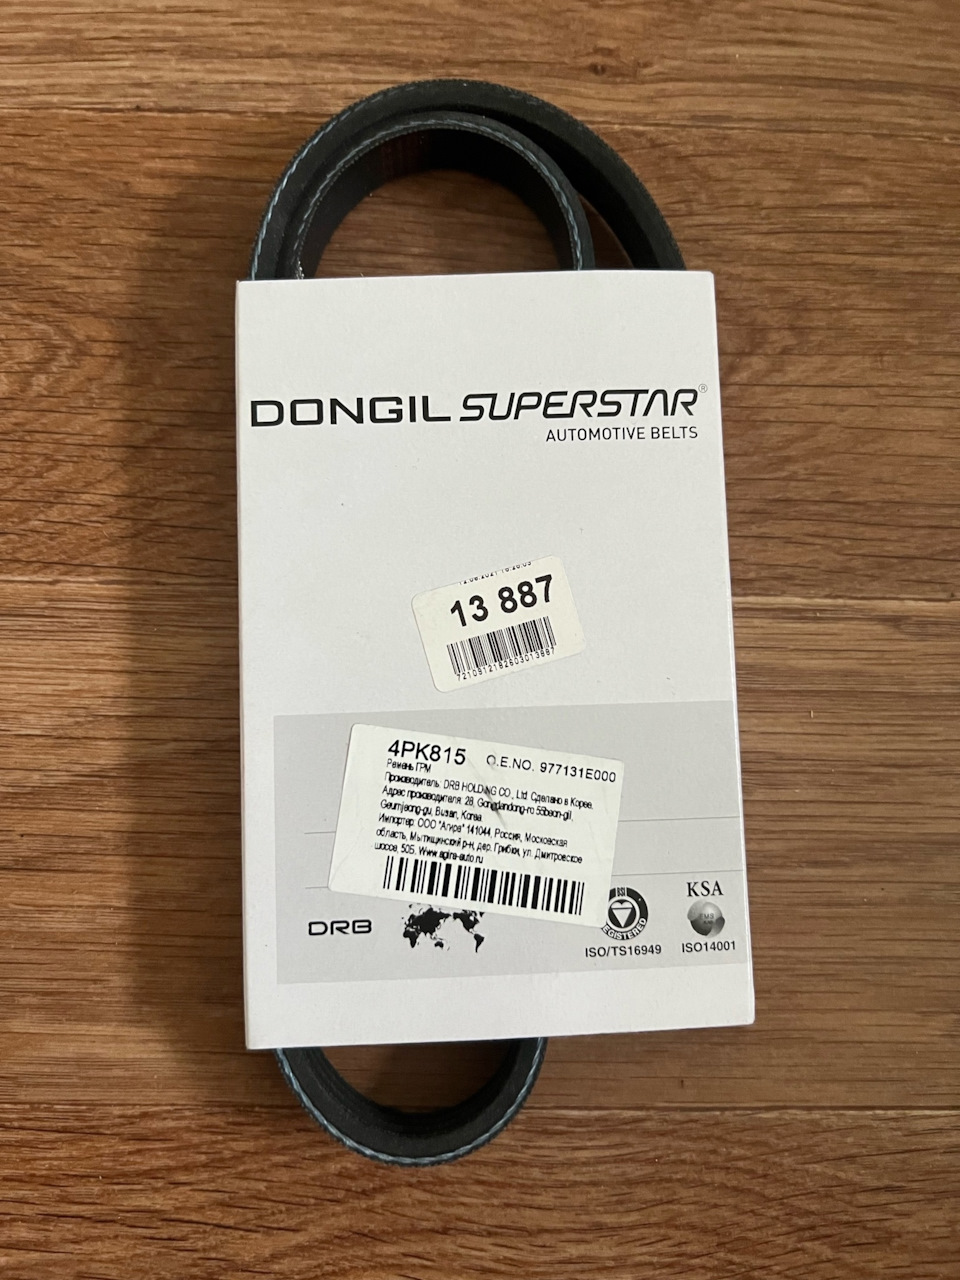 DONGIL SUPERSTAR®
AUTOMOTIVE BELTS
13 887
4PK815 O.E.NO. 977131E000
Ремень ГРМ
Производитель: DRB HOLDING CO., Ltd Сделано в Корее.
Адрес производителя: 28, Gongdandong-ro 55beon-gil,
Geumjeong-gu, Busan, Korea
Импортер: ООО "Агира" 141044, Россия, Московская
область, Мытищинский р-н, дер. Грибки, ул. Дмитровское
шоссе, 505. Www.agira-auto.ru
DRB
BSI
REGISTERED
ISO/TS16949
KSA
ISO14001